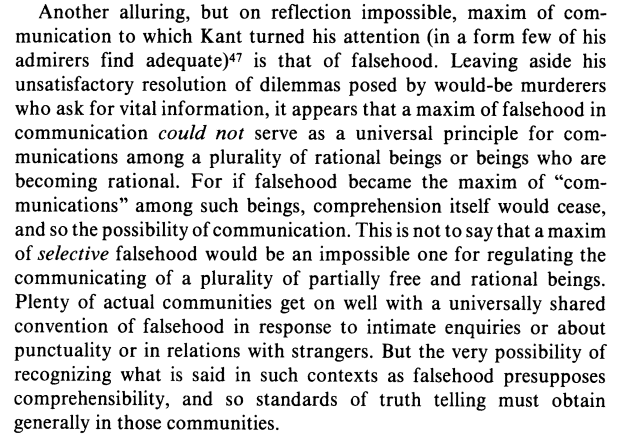 Another alluring, but on reflection impossible, maxim of com-
munication to which Kant turned his attention (in a form few of his
admirers find adequate)47 is that of falsehood. Leaving aside his
unsatisfactory resolution of dilemmas posed by would-be murderers
who ask for vital information, it appears that a maxim of falsehood in
communication could not serve as a universal principle for com-
munications among a plurality of rational beings or beings who are
becoming rational. For if falsehood became the maxim of “com-
munications” among such beings, comprehension itself would cease,
and so the possibility of communication. This is not to say that a maxim
of selective falsehood would be an impossible one for regulating the
communicating of a plurality of partially free and rational beings.
Plenty of actual communities get on well with a universally shared
convention of falsehood in response to intimate enquiries or about
punctuality or in relations with strangers. But the very possibility of
recognizing what is said in such contexts as falsehood presupposes
comprehensibility, and so standards of truth telling must obtain
generally in those communities.